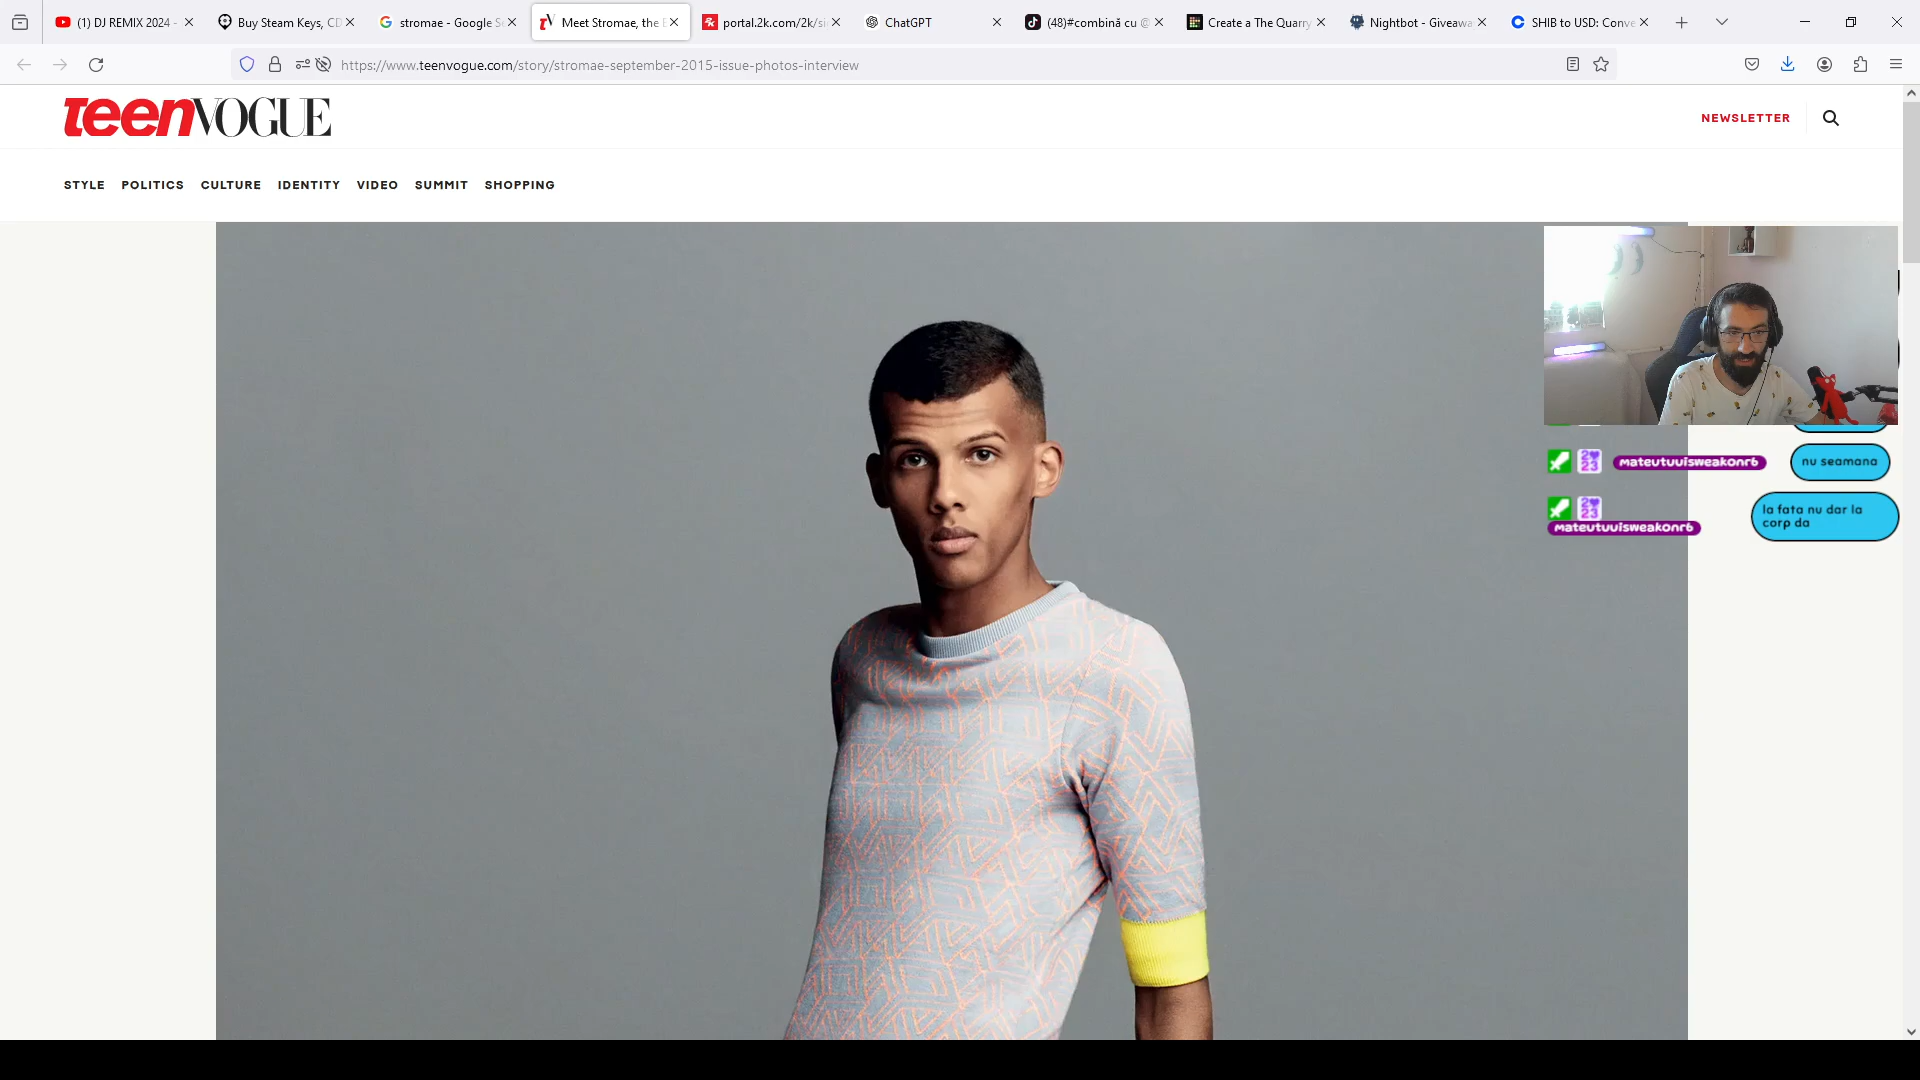 (1) DJ REMIX 2024 -
Buy Steam Keys, CD
stromae - Google Se
Meet Stromae, the B
portal.2k.com/2k/si
ChatGPT
(48)#combină cu @
Create a The Quarry
Nightbot - Giveawa
SHIB to USD: Conve
https://www.teenvogue.com/story/stromae-september-2015-issue-photos-interview
teenVOGUE
NEWSLETTER
STYLE POLITICS CULTURE IDENTITY VIDEO SUMMIT SHOPPING
mateutuuisweakonr6
nu seamana
mateutuuisweakonr6
la fata nu dar la
corp da